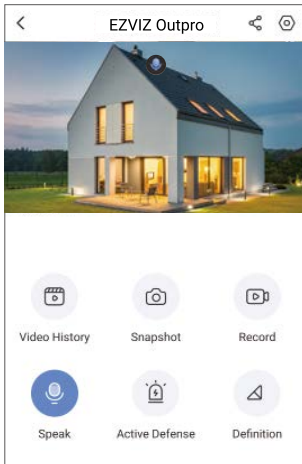 EZVIZ Outpro
Video History
Snapshot
Record
Speak
Active Defense
Definition